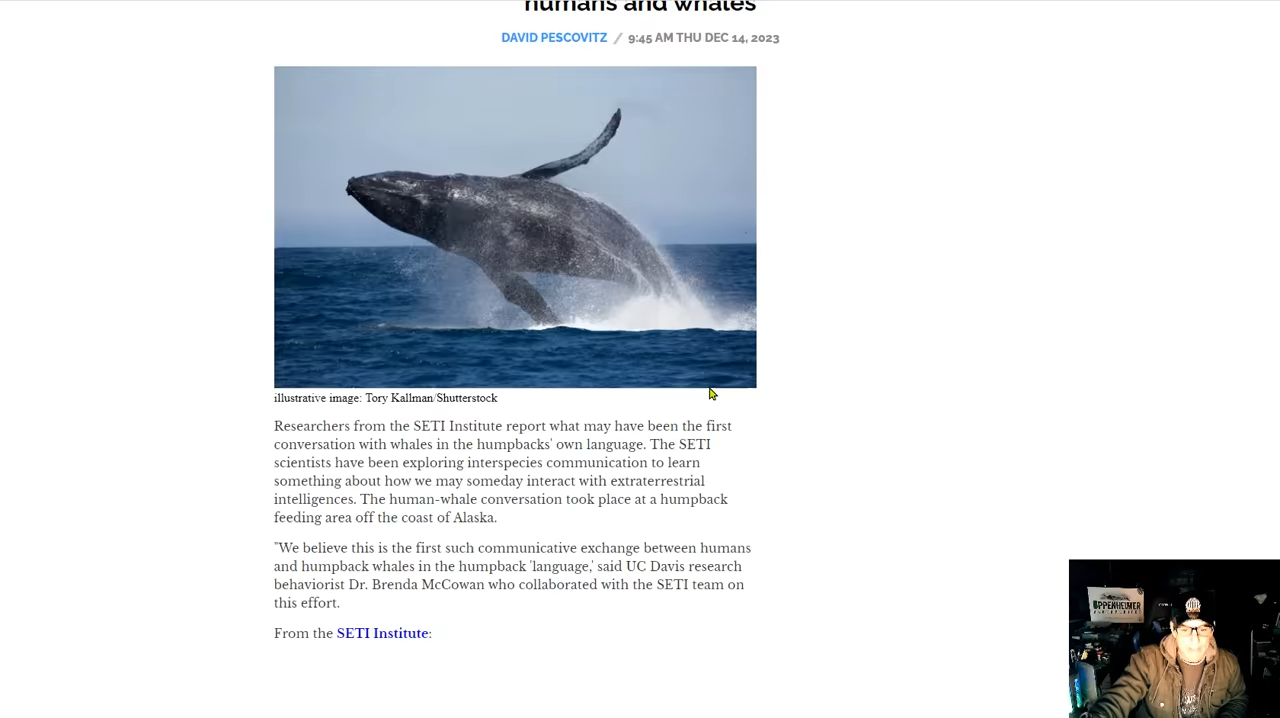 humans and whales
DAVID PESCOVITZ / 9:45 AM THU DEC 14, 2023
illustrative image: Tory Kallman/Shutterstock
Researchers from the SETI Institute report what may have been the first
conversation with whales in the humpbacks' own language. The SETI
scientists have been exploring interspecies communication to learn
something about how we may someday interact with extraterrestrial
intelligences. The human-whale conversation took place at a humpback
feeding area off the coast of Alaska.
"We believe this is the first such communicative exchange between humans
and humpback whales in the humpback 'language,' said UC Davis research
behaviorist Dr. Brenda McCowan who collaborated with the SETI team on
this effort.
From the SETI Institute:
OPPENHEIMER